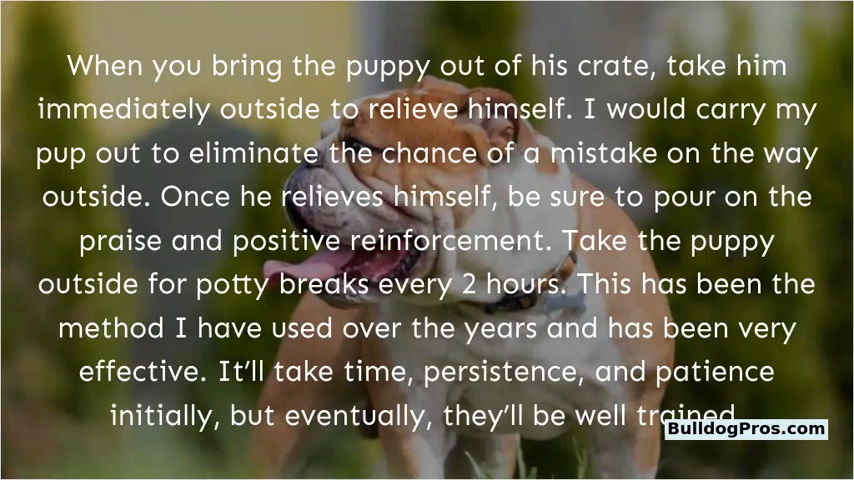 When you bring the puppy out of his crate, take him
immediately outside to relieve himself. I would carry my
pup out to eliminate the chance of a mistake on the way
outside. Once he relieves himself, be sure to pour on the
praise and positive reinforcement. Take the puppy
outside for potty breaks every 2 hours. This has been the
method I have used over the years and has been very
effective. It’ll take time, persistence, and patience
initially, but eventually, they’ll be well trained
BulldogPros.com